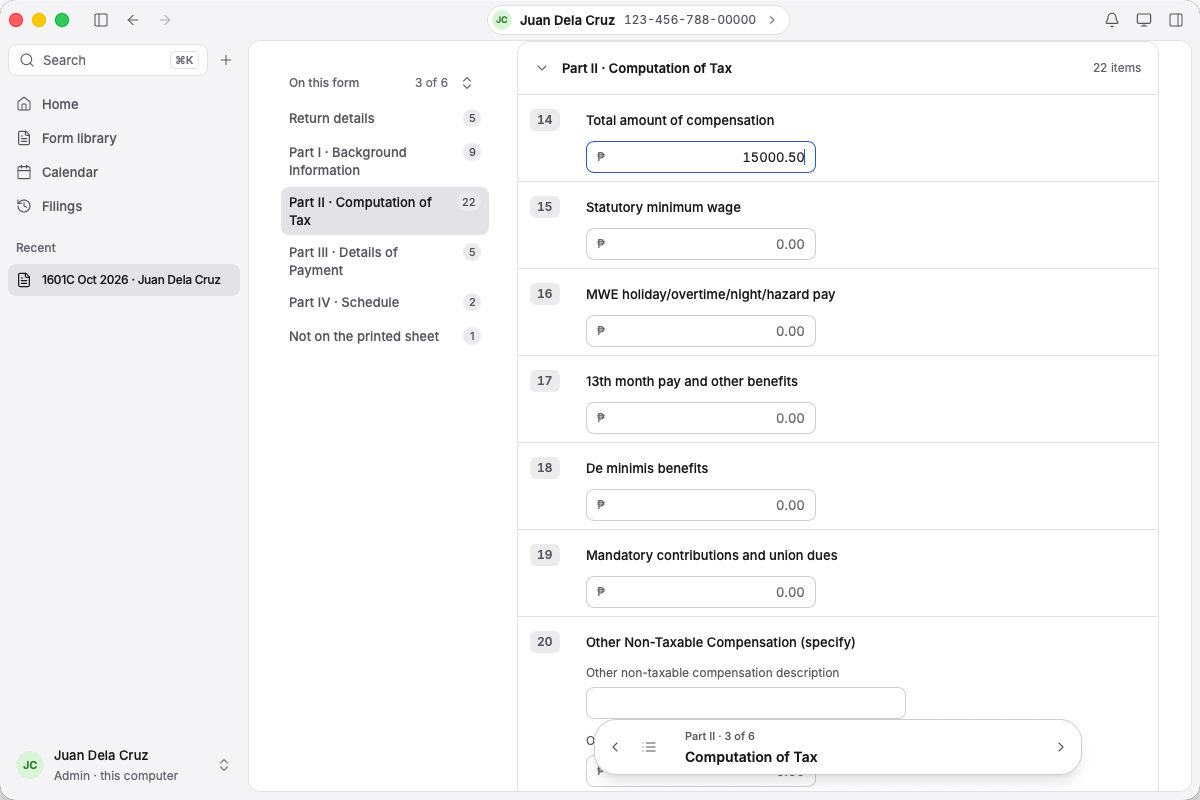 JC Juan Dela Cruz 123-456-788-00000
Search ⌘K
Home
Form library
Calendar
Filings
Recent
1601C Oct 2026 · Juan Dela Cruz
JC Juan Dela Cruz
Admin · this computer
On this form 3 of 6
Return details 5
Part I · Background 9
Information
Part II · Computation of 22
Tax
Part III · Details of 5
Payment
Part IV · Schedule 2
Not on the printed sheet 1
Part II · Computation of Tax 22 items
14 Total amount of compensation
₱ 15000.50
15 Statutory minimum wage
₱ 0.00
16 MWE holiday/overtime/night/hazard pay
₱ 0.00
17 13th month pay and other benefits
₱ 0.00
18 De minimis benefits
₱ 0.00
19 Mandatory contributions and union dues
₱ 0.00
20 Other Non-Taxable Compensation (specify)
Other non-taxable compensation description
Part II · 3 of 6
Computation of Tax